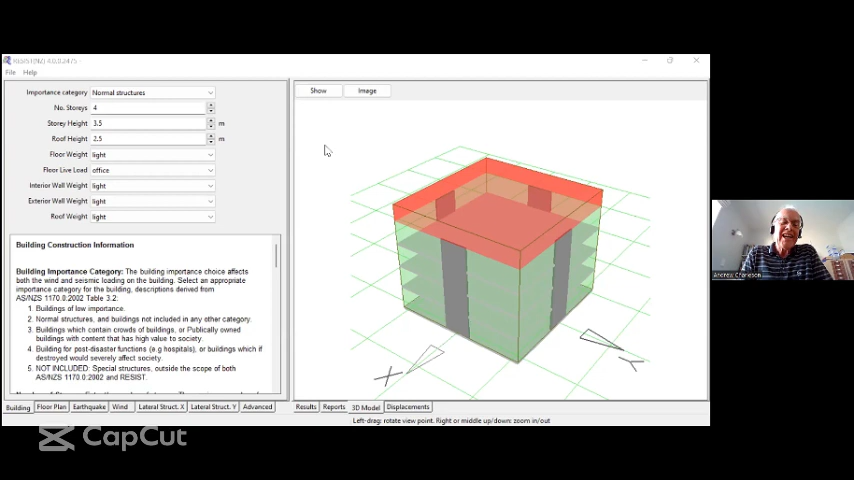 RESIST(NZ) 4.0.0.2475 -
File Help
Importance category Normal structures
No. Storeys 4
Storey Height 3.5 m
Roof Height 2.5 m
Floor Weight light
Floor Live Load office
Interior Wall Weight light
Exterior Wall Weight light
Roof Weight light
Building Construction Information
Building Importance Category: The building importance choice affects
both the wind and seismic loading on the building. Select an appropriate
importance category for the building, descriptions derived from
AS/NZS 1170.0:2002 Table 3.2:
1. Buildings of low importance.
2. Normal structures, and buildings not included in any other category.
3. Buildings which contain crowds of buildings, or Publically owned
buildings with content that has high value to society.
4. Building for post-disaster functions (e.g hospitals), or buildings which if
destroyed would severely affect society.
5. NOT INCLUDED: Special structures, outside the scope of both
AS/NZS 1170.0:2002 and RESIST.
Building Floor Plan Earthquake Wind Lateral Struct. X Lateral Struct. Y Advanced
Show Image
X
Y
Results Reports 3D Model Displacements
Left-drag: rotate view point. Right or middle up/down: zoom in/out
Andrew Charleson
CapCut